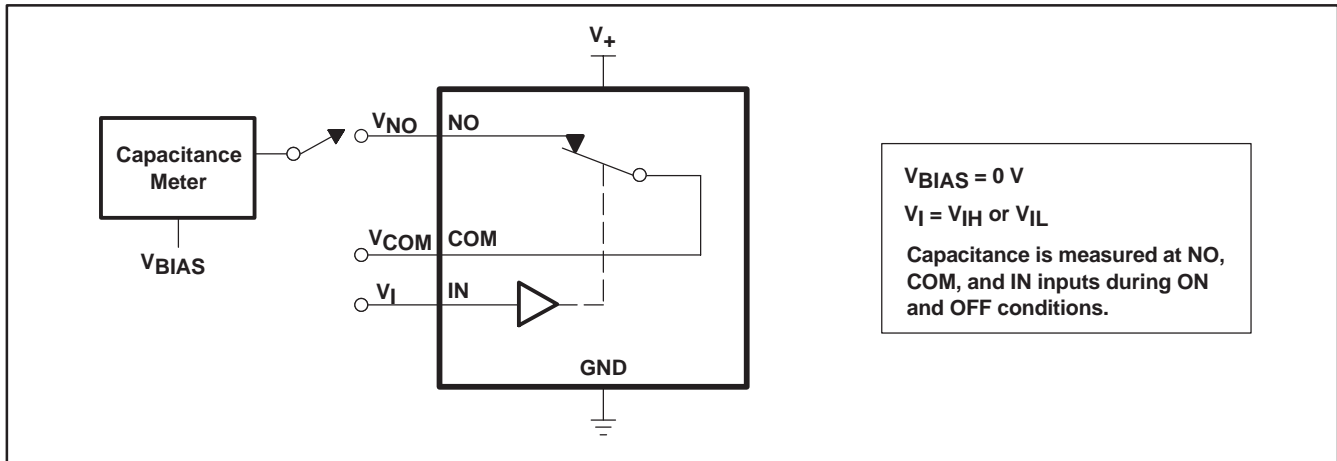 V+
Capacitance
Meter
VBIAS
VNO NO
VCOM COM
VI IN
GND
VBIAS = 0 V
VI = VIH or VIL
Capacitance is measured at NO,
COM, and IN inputs during ON
and OFF conditions.